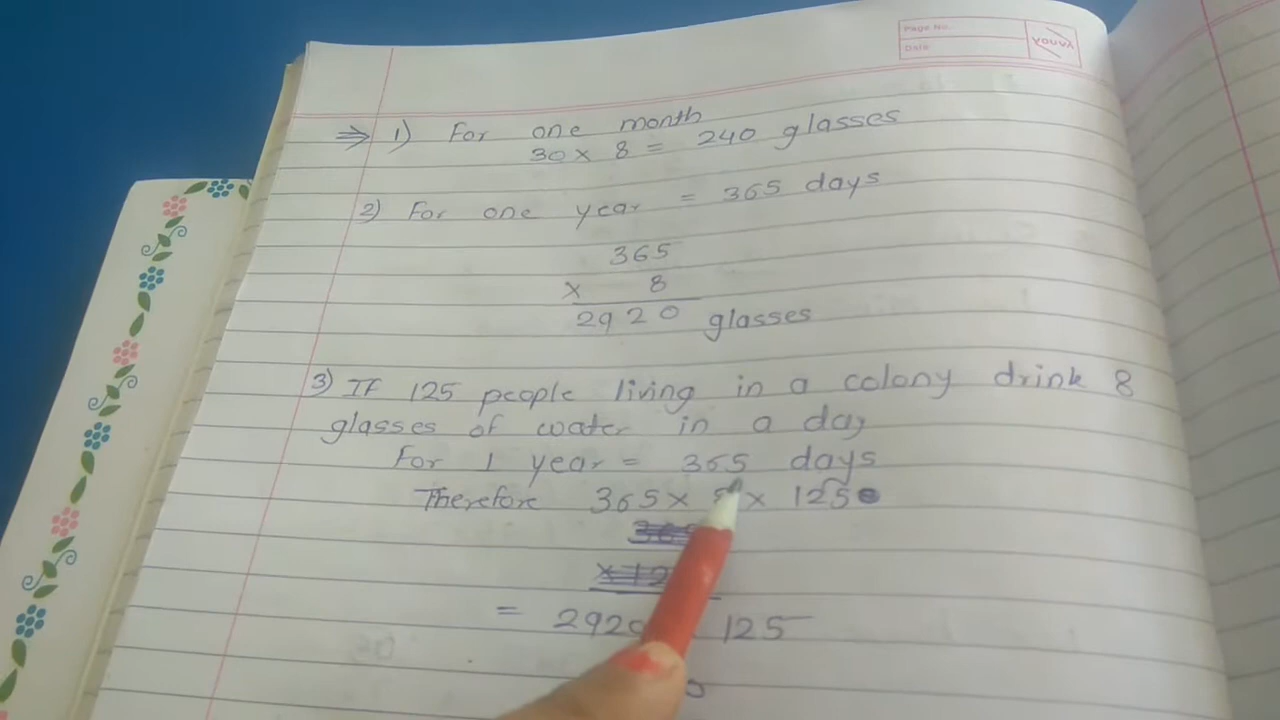 PAGE No.
DATE
YOUVA
⇒ 1) For one month
30 × 8 = 240 glasses
2) For one year = 365 days
365
× 8
2920 glasses
3) If 125 people living in a colony drink 8
glasses of water in a day
For 1 year = 365 days
Therefore 365 × 8 × 125
= 292 125